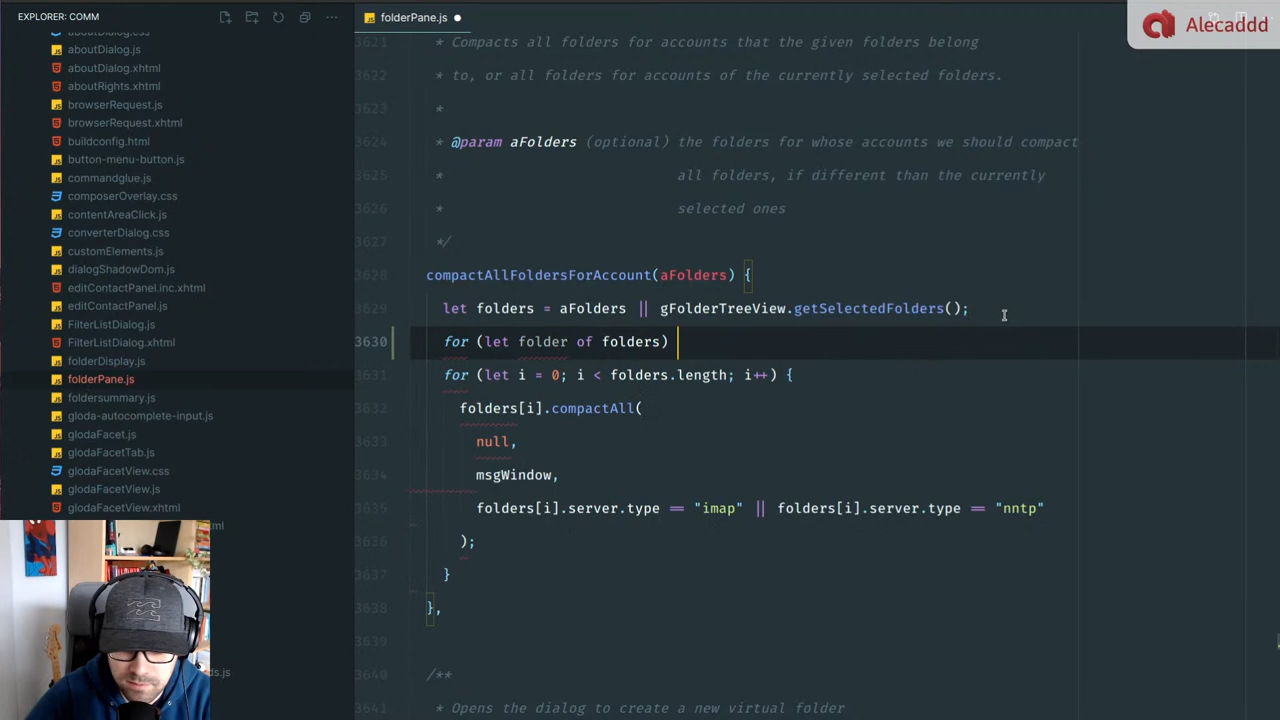 EXPLORER: COMM
folderPane.js
Alecaddd
aboutDialog.css
aboutDialog.js
aboutDialog.xhtml
aboutRights.xhtml
browserRequest.js
browserRequest.xhtml
buildconfig.html
button-menu-button.js
commandglue.js
composerOverlay.css
contentAreaClick.js
converterDialog.css
customElements.js
dialogShadowDom.js
editContactPanel.inc.xhtml
editContactPanel.js
FilterListDialog.js
FilterListDialog.xhtml
folderDisplay.js
folderPane.js
foldersummary.js
gloda-autocomplete-input.js
glodaFacet.js
glodaFacetTab.js
glodaFacetView.css
glodaFacetView.js
glodaFacetView.xhtml
3621 * Compacts all folders for accounts that the given folders belong
3622 * to, or all folders for accounts of the currently selected folders.
3623 *
3624 * @param aFolders (optional) the folders for whose accounts we should compact
3625 * all folders, if different than the currently
3626 * selected ones
3627 */
3628 compactAllFoldersForAccount(aFolders) {
3629 let folders = aFolders || gFolderTreeView.getSelectedFolders();
3630 for (let folder of folders)
3631 for (let i = 0; i < folders.length; i++) {
3632 folders[i].compactAll(
3633 null,
3634 msgWindow,
3635 folders[i].server.type == "imap" || folders[i].server.type == "nntp"
3636 );
3637 }
3638 },
3639
3640 /**
3641 * Opens the dialog to create a new virtual folder